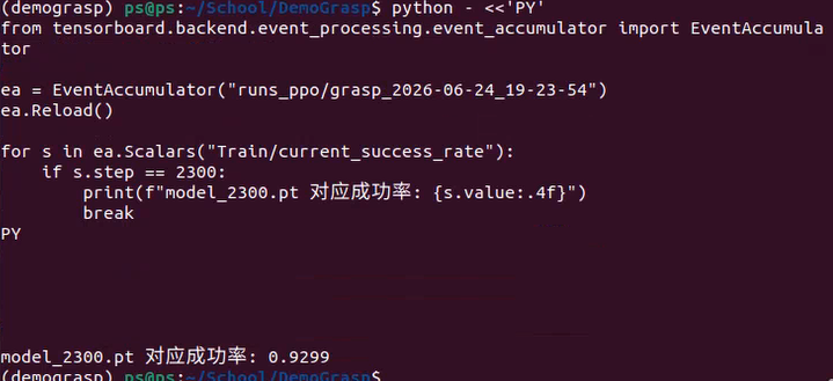 (demograsp) ps@ps:~/School/DemoGrasp$ python - <<'PY'
from tensorboard.backend.event_processing.event_accumulator import EventAccumula
tor
ea = EventAccumulator("runs_ppo/grasp_2026-06-24_19-23-54")
ea.Reload()
for s in ea.Scalars("Train/current_success_rate"):
    if s.step == 2300:
        print(f"model_2300.pt 对应成功率: {s.value:.4f}")
        break
PY
model_2300.pt 对应成功率: 0.9299
(demograsp) ps@ps:~/School/DemoGrasp$